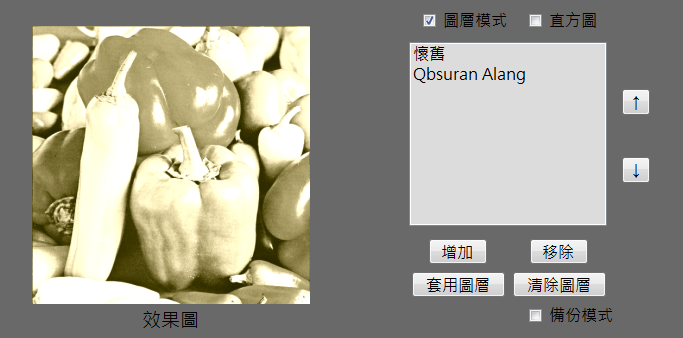 圖層模式 直方圖
懷舊
Qbsuran Alang
↑
↓
增加 移除
套用圖層 清除圖層
備份模式
效果圖